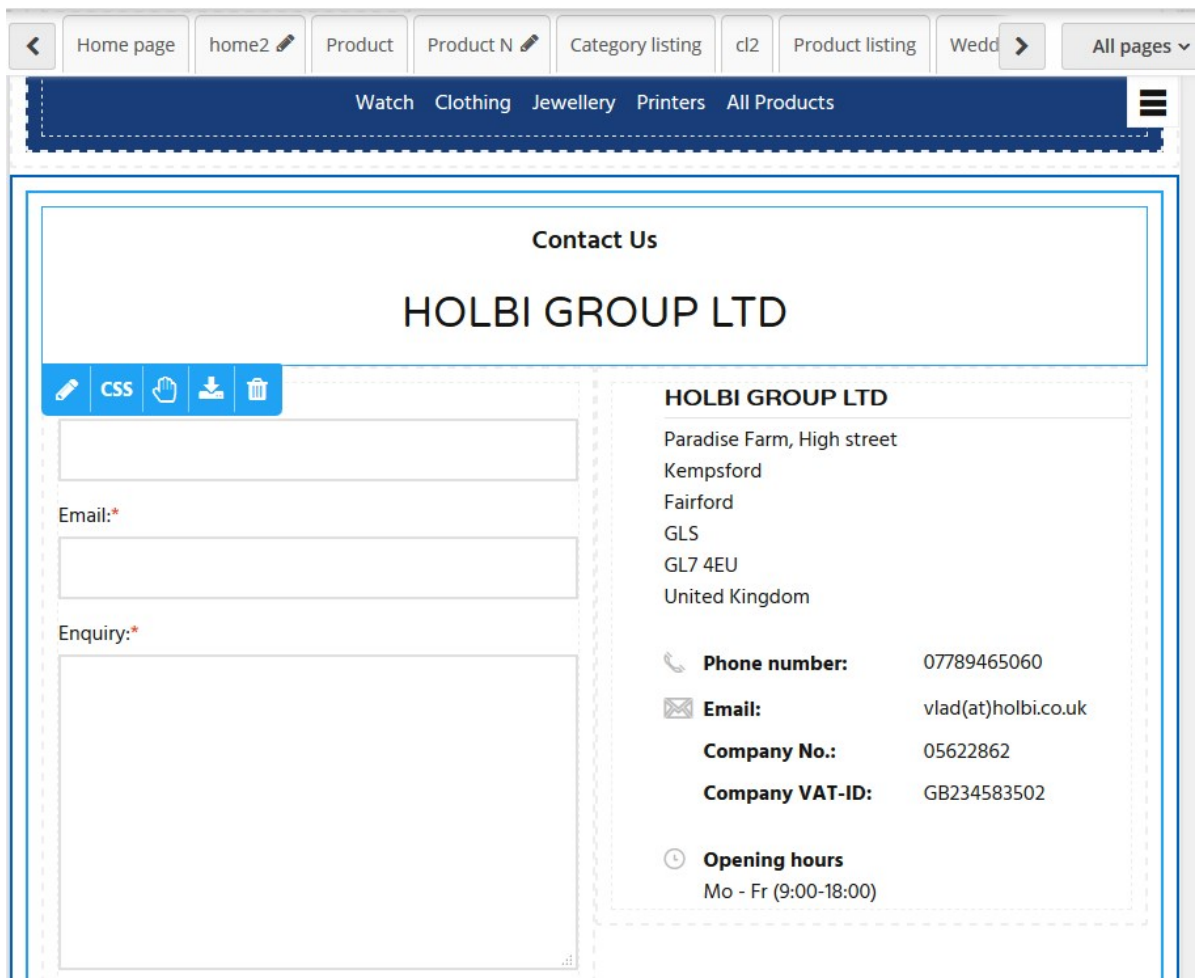 Home page home2 Product Product N Category listing cl2 Product listing Wedd All pages
Watch Clothing Jewellery Printers All Products
Contact Us
HOLBI GROUP LTD
CSS
Email:*
Enquiry:*
HOLBI GROUP LTD
Paradise Farm, High street
Kempsford
Fairford
GLS
GL7 4EU
United Kingdom
Phone number: 07789465060
Email: vlad(at)holbi.co.uk
Company No.: 05622862
Company VAT-ID: GB234583502
Opening hours
Mo - Fr (9:00-18:00)